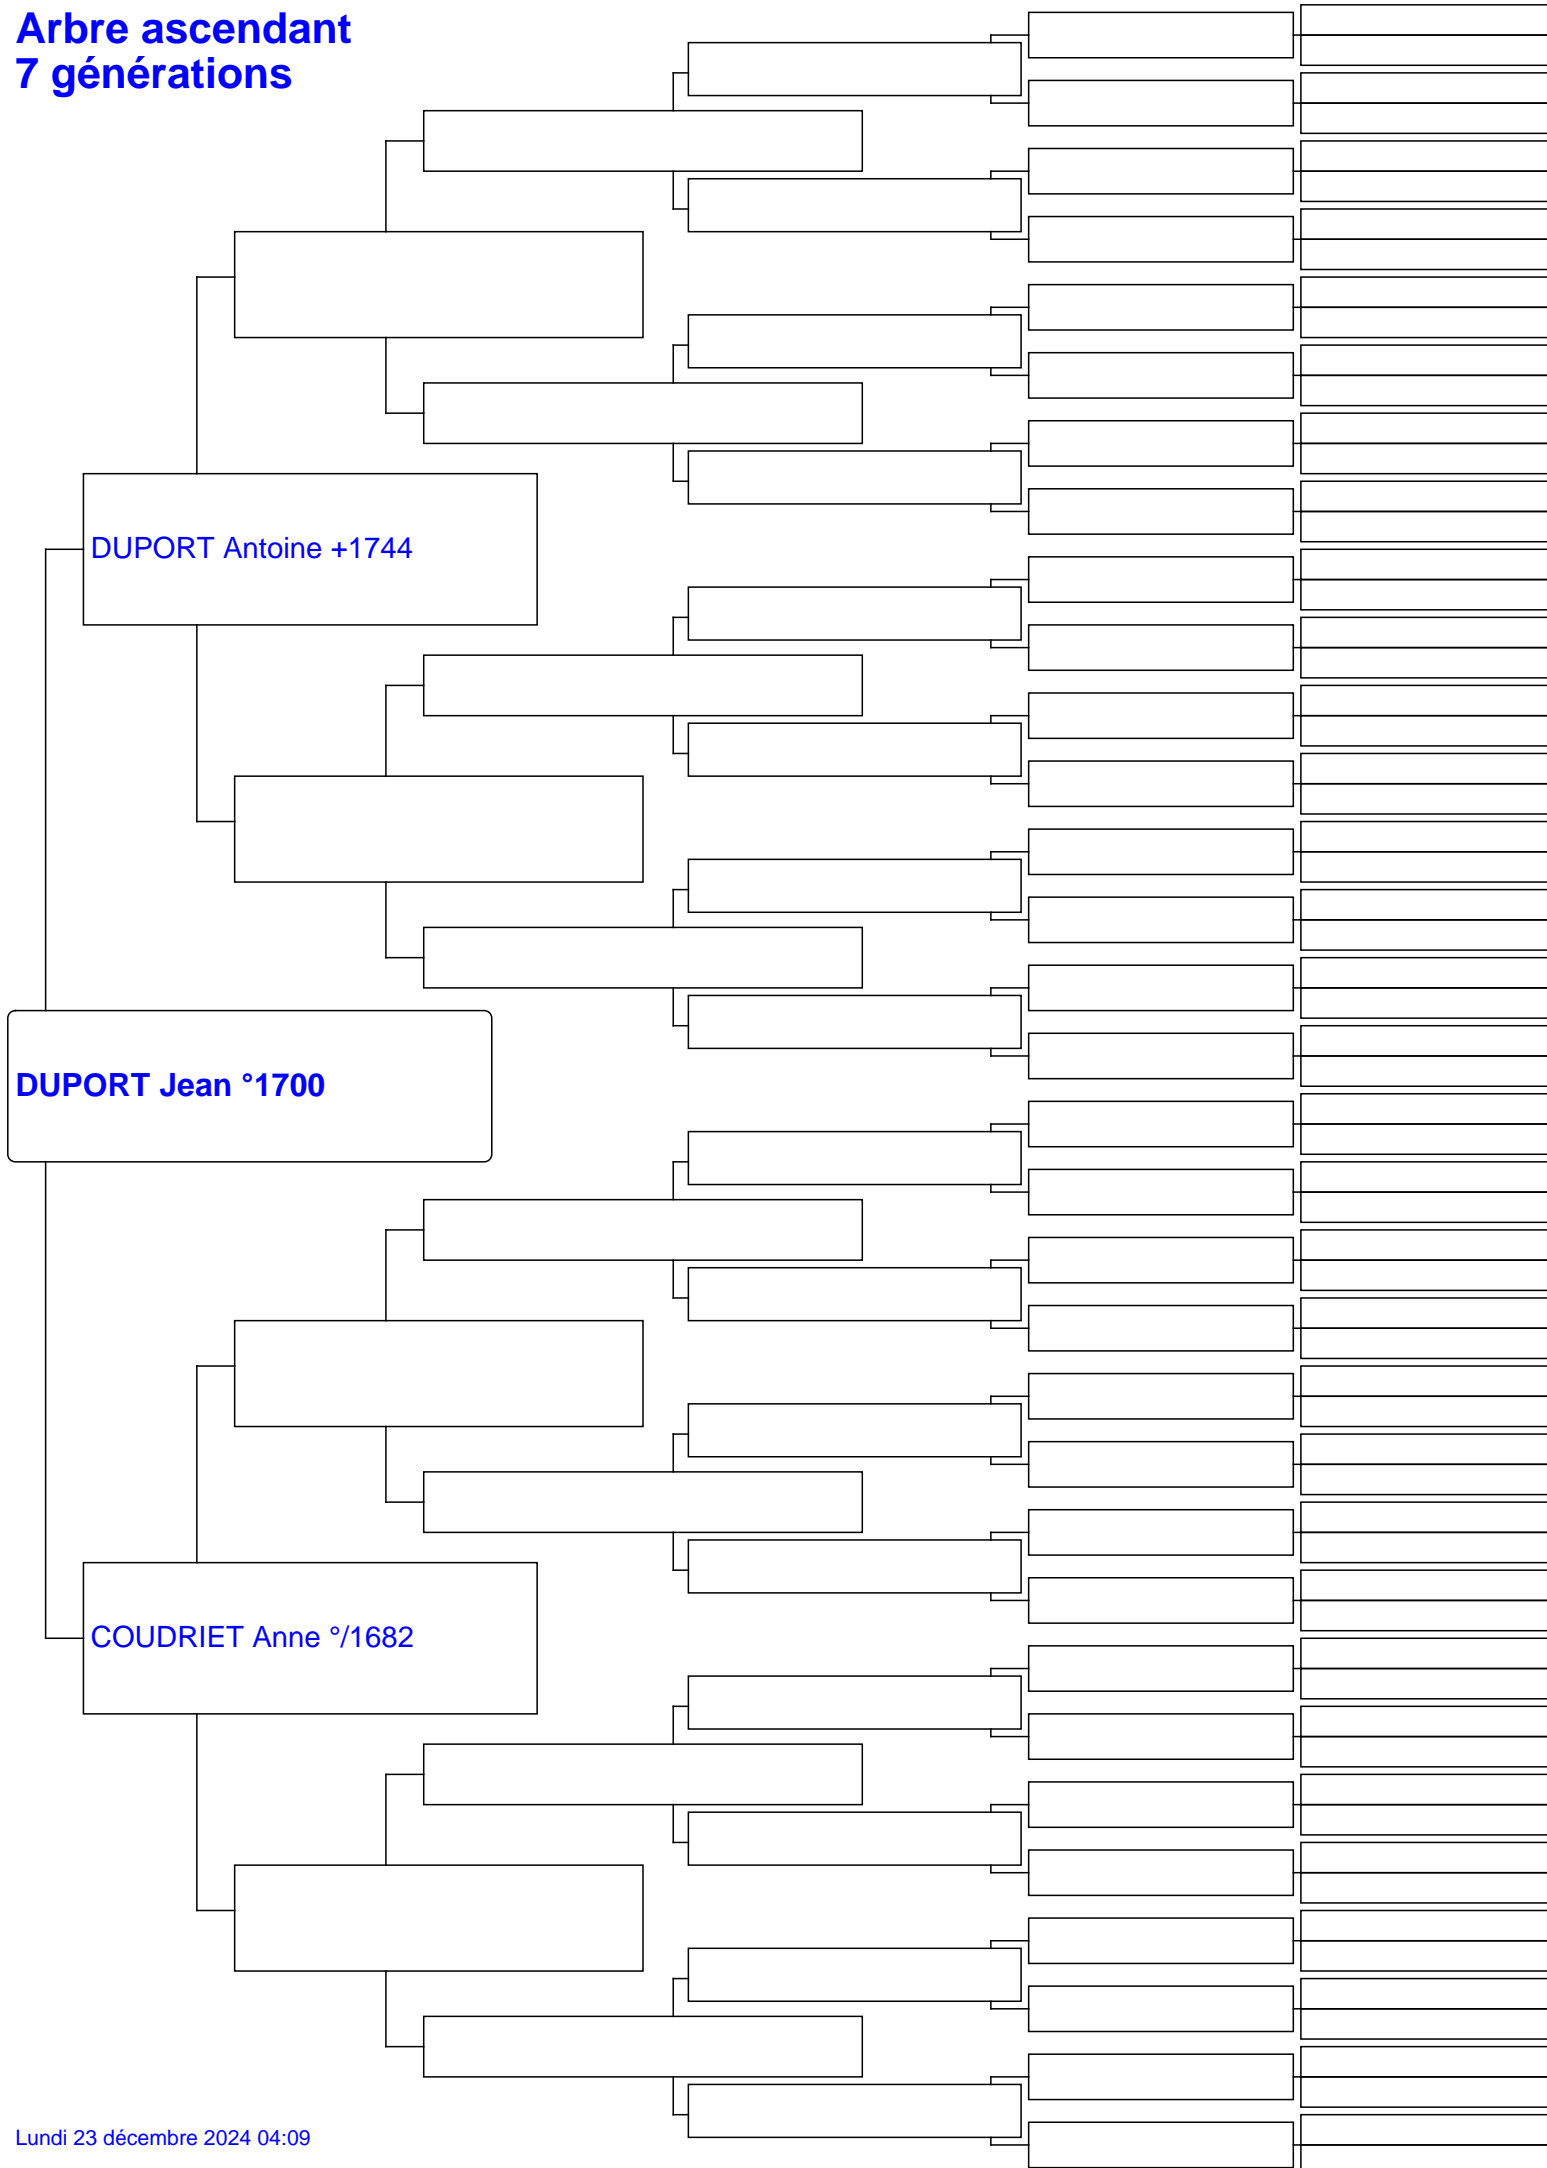 Arbre ascendant
7 générations
DUPORT Antoine +1744
DUPORT Jean °1700
COUDRIET Anne °/1682
Lundi 23 décembre 2024 04:09